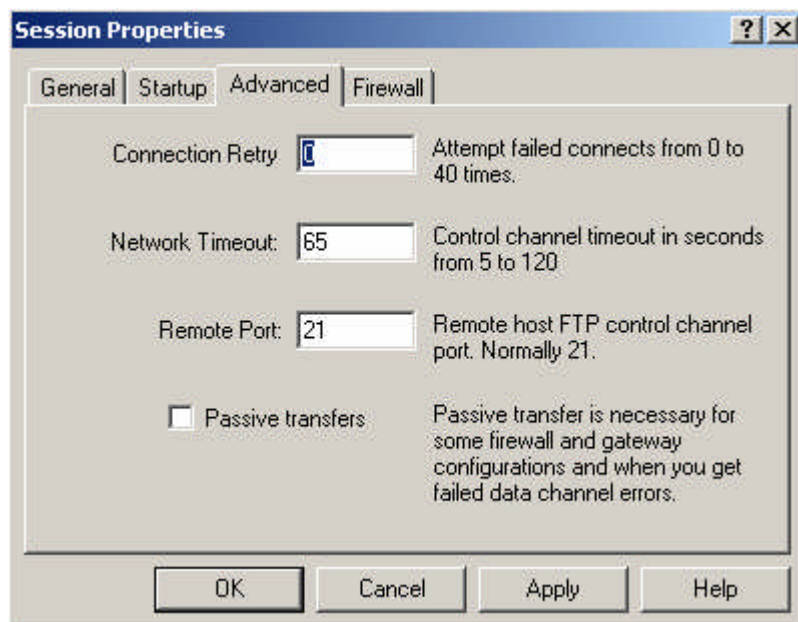 Session Properties
General Startup Advanced Firewall
Connection Retry 0 Attempt failed connects from 0 to
40 times.
Network Timeout: 65 Control channel timeout in seconds
from 5 to 120
Remote Port: 21 Remote host FTP control channel
port. Normally 21.
Passive transfers Passive transfer is necessary for
some firewall and gateway
configurations and when you get
failed data channel errors.
OK Cancel Apply Help